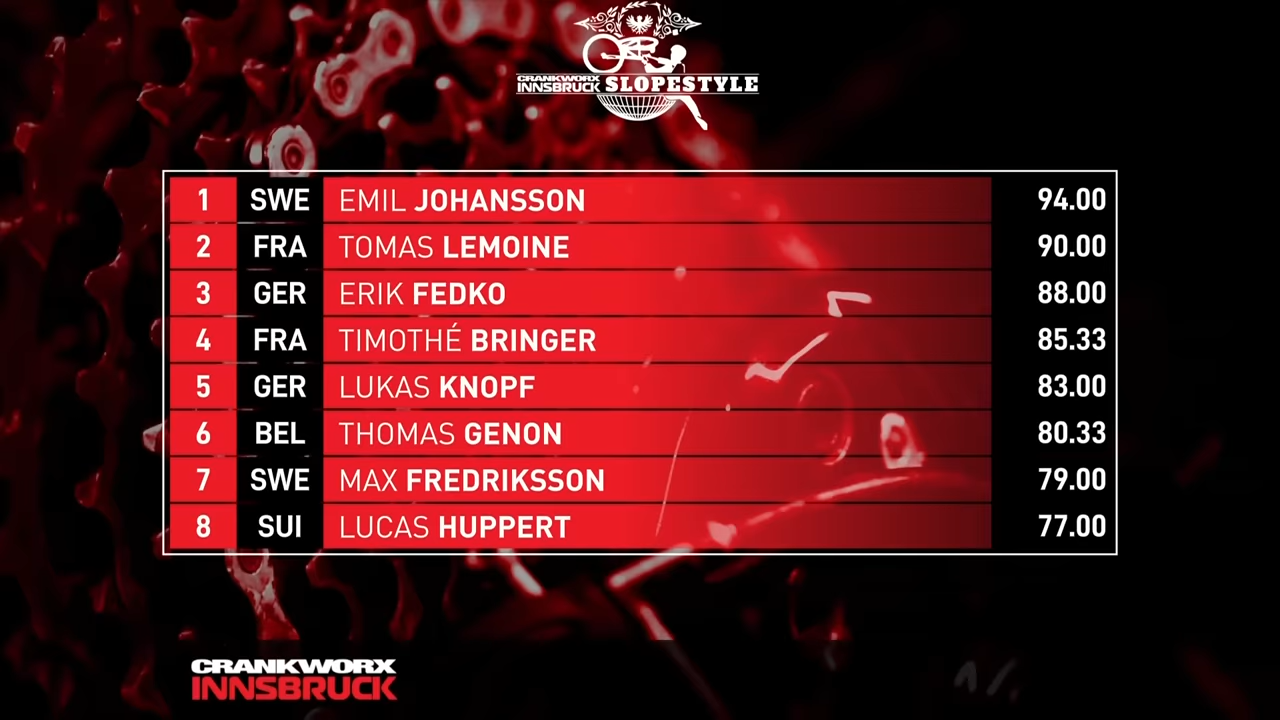 CRANKWORX
INNSBRUCK SLOPESTYLE
1 SWE EMIL JOHANSSON 94.00
2 FRA TOMAS LEMOINE 90.00
3 GER ERIK FEDKO 88.00
4 FRA TIMOTHÉ BRINGER 85.33
5 GER LUKAS KNOPF 83.00
6 BEL THOMAS GENON 80.33
7 SWE MAX FREDRIKSSON 79.00
8 SUI LUCAS HUPPERT 77.00
CRANKWORX
INNSBRUCK